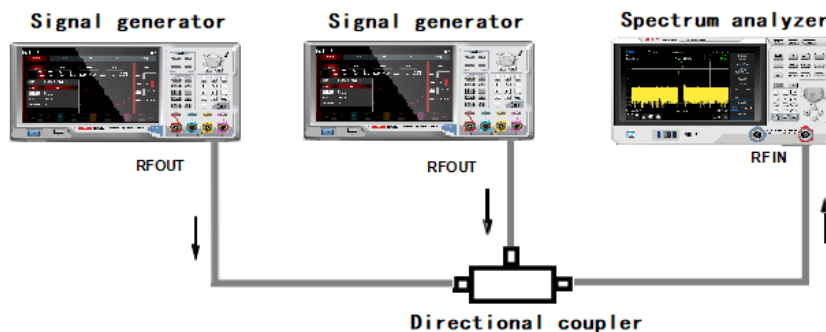 Signal generator
Signal generator
Spectrum analyzer
RFOUT
RFOUT
RFIN
Directional coupler